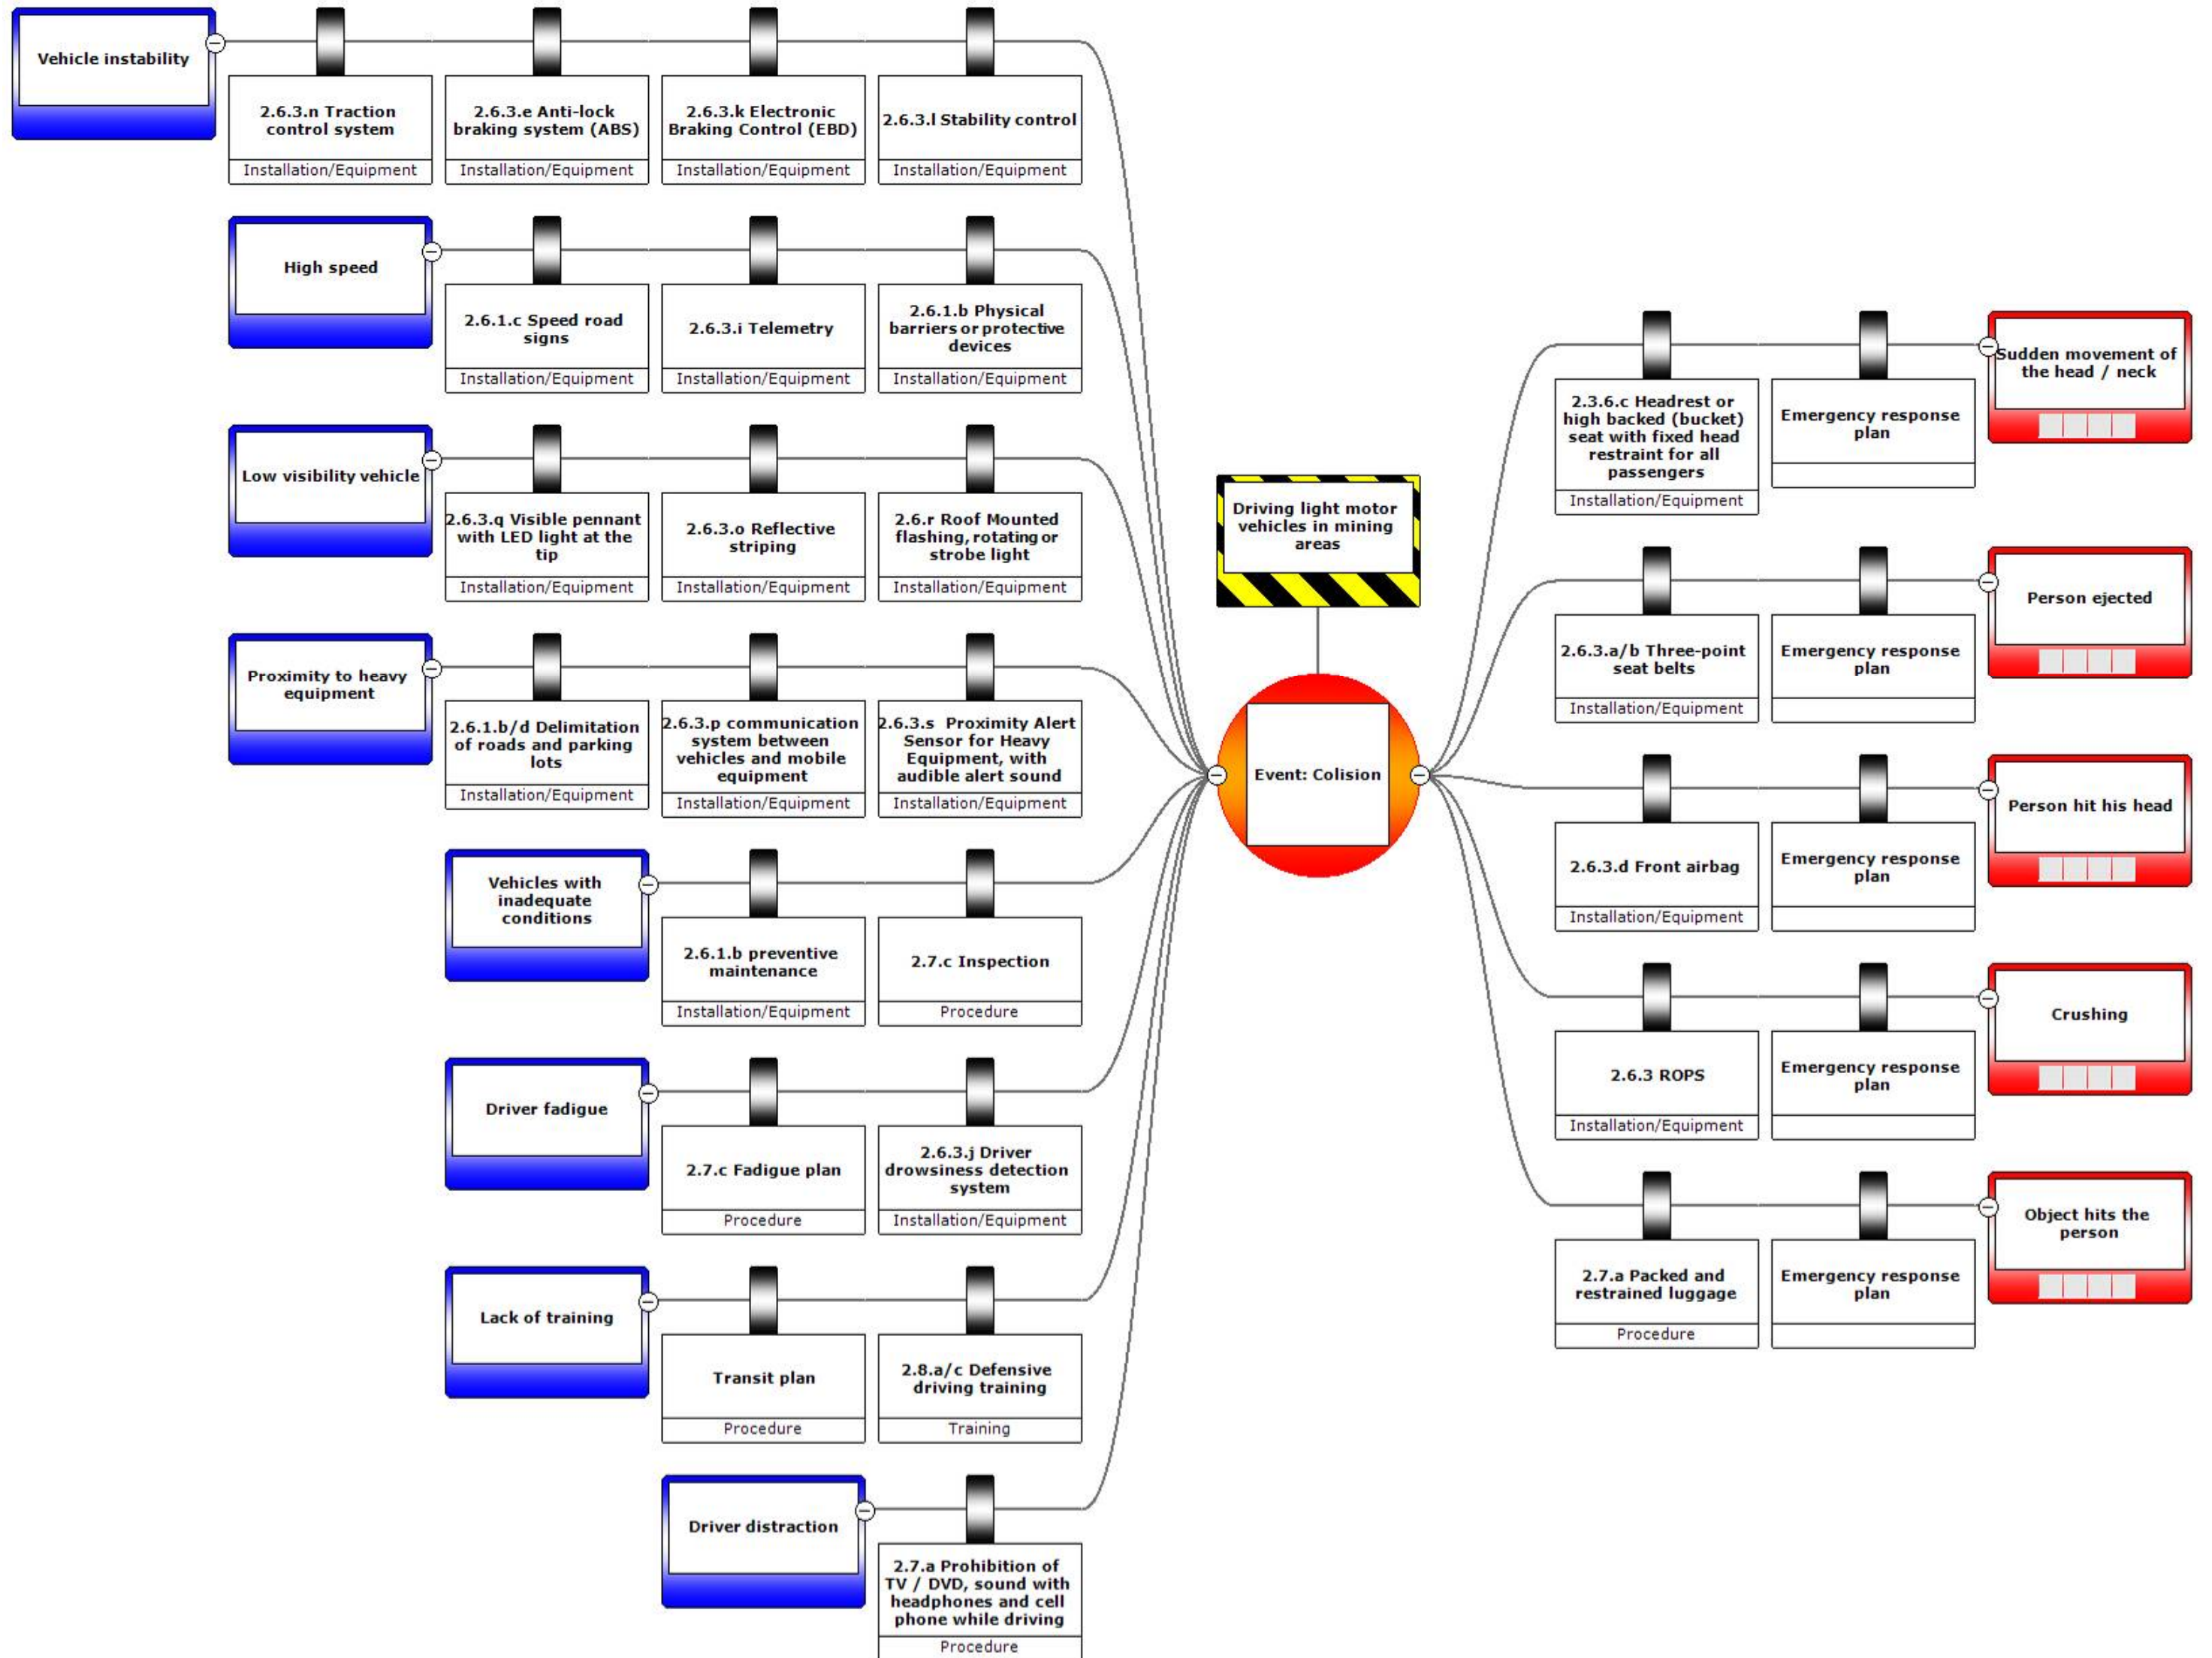 Vehicle instability
2.6.3.n Traction
control system
Installation/Equipment
2.6.3.e Anti-lock
braking system (ABS)
Installation/Equipment
2.6.3.k Electronic
Braking Control (EBD)
Installation/Equipment
2.6.3.l Stability control
Installation/Equipment
High speed
2.6.1.c Speed road
signs
Installation/Equipment
2.6.3.i Telemetry
Installation/Equipment
2.6.1.b Physical
barriers or protective
devices
Installation/Equipment
Low visibility vehicle
2.6.3.q Visible pennant
with LED light at the
tip
Installation/Equipment
2.6.3.o Reflective
striping
Installation/Equipment
2.6.r Roof Mounted
flashing, rotating or
strobe light
Installation/Equipment
Proximity to heavy
equipment
2.6.1.b/d Delimitation
of roads and parking
lots
Installation/Equipment
2.6.3.p communication
system between
vehicles and mobile
equipment
Installation/Equipment
2.6.3.s Proximity Alert
Sensor for Heavy
Equipment, with
audible alert sound
Installation/Equipment
Vehicles with
inadequate
conditions
2.6.1.b preventive
maintenance
Installation/Equipment
2.7.c Inspection
Procedure
Driver fadigue
2.7.c Fadigue plan
Procedure
2.6.3.j Driver
drowsiness detection
system
Installation/Equipment
Lack of training
Transit plan
Procedure
2.8.a/c Defensive
driving training
Training
Driver distraction
2.7.a Prohibition of
TV / DVD, sound with
headphones and cell
phone while driving
Procedure
Driving light motor
vehicles in mining
areas
Event: Colision
2.3.6.c Headrest or
high backed (bucket)
seat with fixed head
restraint for all
passengers
Installation/Equipment
Emergency response
plan
Sudden movement of
the head / neck
2.6.3.a/b Three-point
seat belts
Installation/Equipment
Emergency response
plan
Person ejected
2.6.3.d Front airbag
Installation/Equipment
Emergency response
plan
Person hit his head
2.6.3 ROPS
Installation/Equipment
Emergency response
plan
Crushing
2.7.a Packed and
restrained luggage
Procedure
Emergency response
plan
Object hits the
person